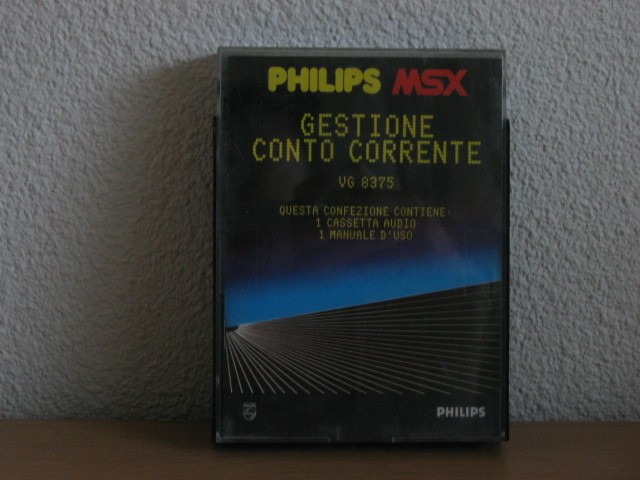 PHILIPS MSX
GESTIONE
CONTO CORRENTE
VG 8375
QUESTA CONFEZIONE CONTIENE:
1 CASSETTA AUDIO
1 MANUALE D'USO
PHILIPS